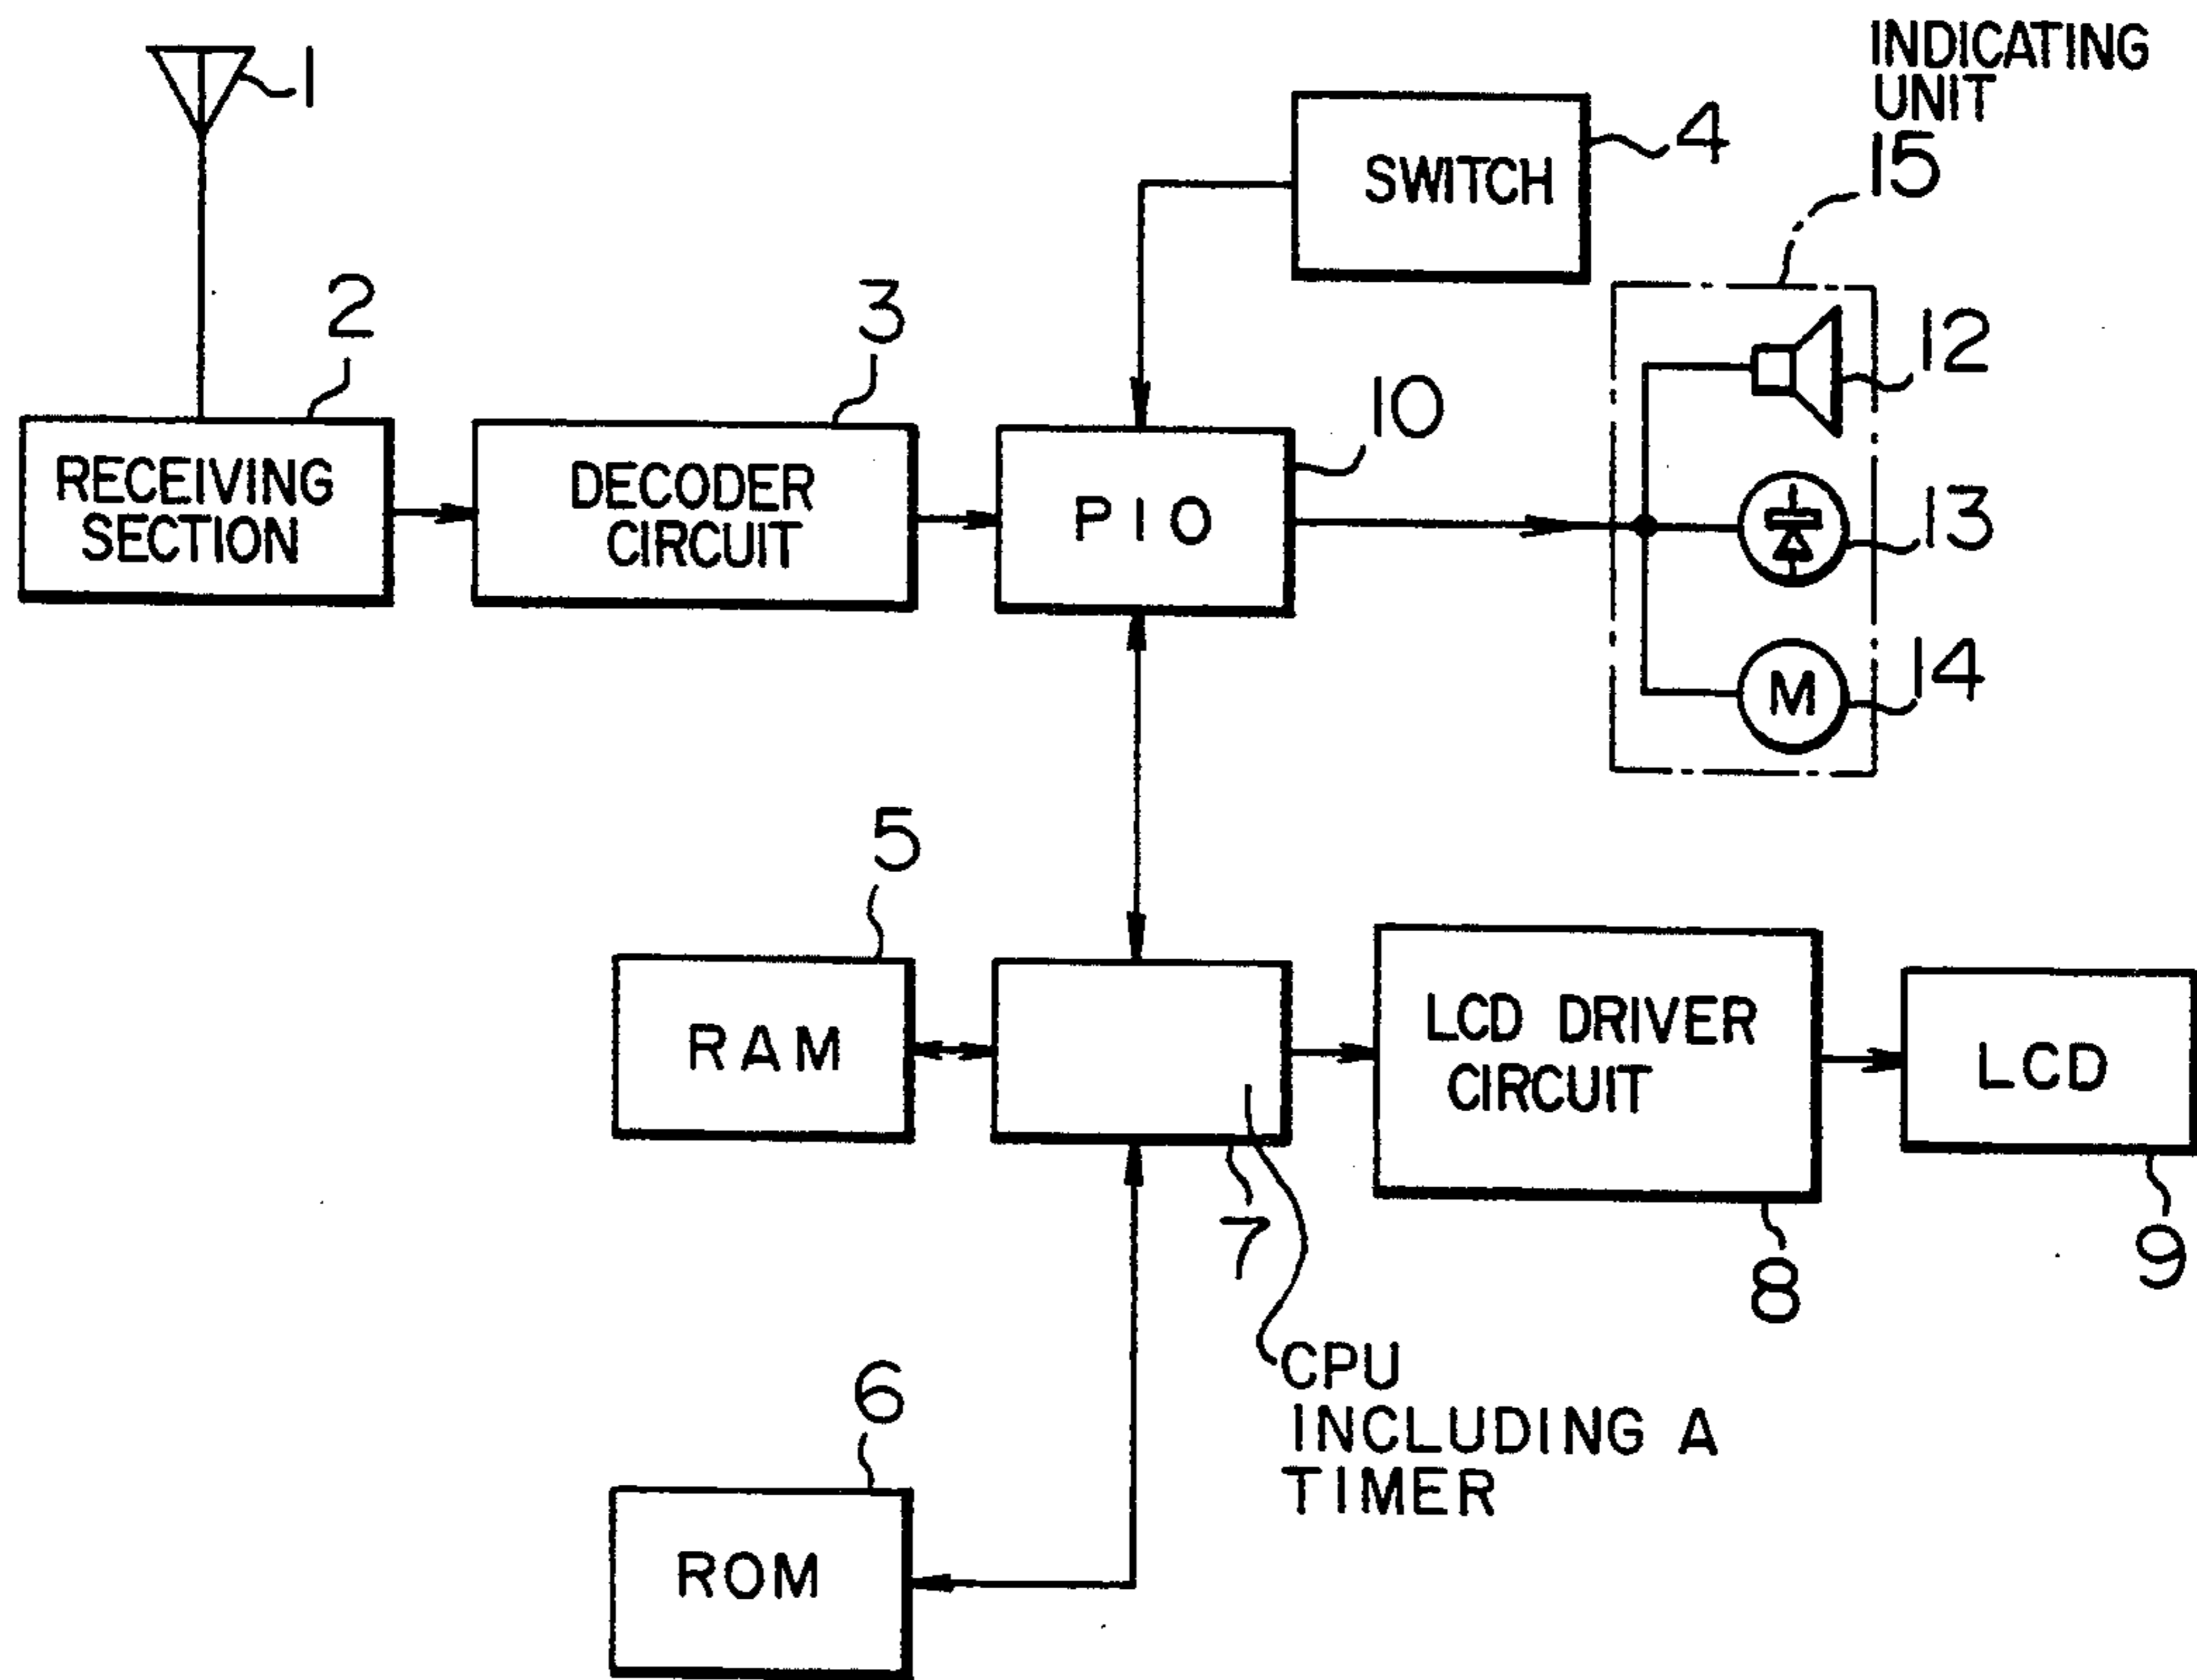 1
INDICATING
UNIT
15
SWITCH
4
2
3
10
12
RECEIVING
SECTION
DECODER
CIRCUIT
PIO
13
M
14
5
RAM
LCD DRIVER
CIRCUIT
LCD
7
8
9
CPU
INCLUDING A
TIMER
6
ROM